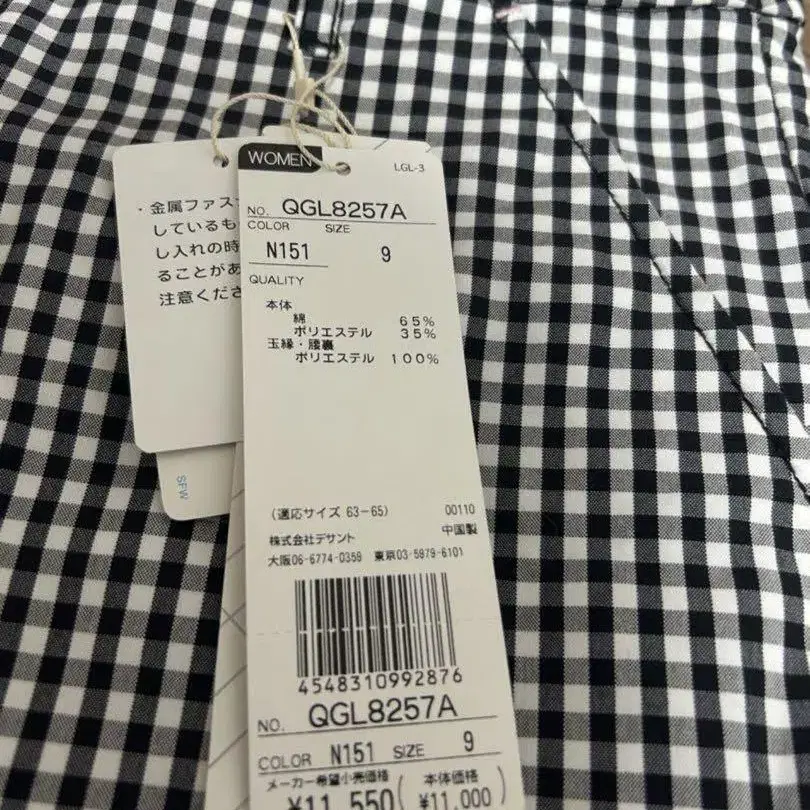 ・金属ファス
しているも
し入れの時
ることがあ
注意くださ
SFW
WOMEN
LGL-3
NO. QGL8257A
COLOR SIZE
N151 9
QUALITY
本体
綿 65%
ポリエステル 35%
玉縁・腰裏
ポリエステル 100%
(適応サイズ 63-65) 00110
株式会社デサント 中国製
大阪06-6774-0359 東京03-5979-6101
4548310992876
NO. QGL8257A
COLOR N151 SIZE 9
メーカー希望小売価格 本体価格
¥11,550 (¥11,000)